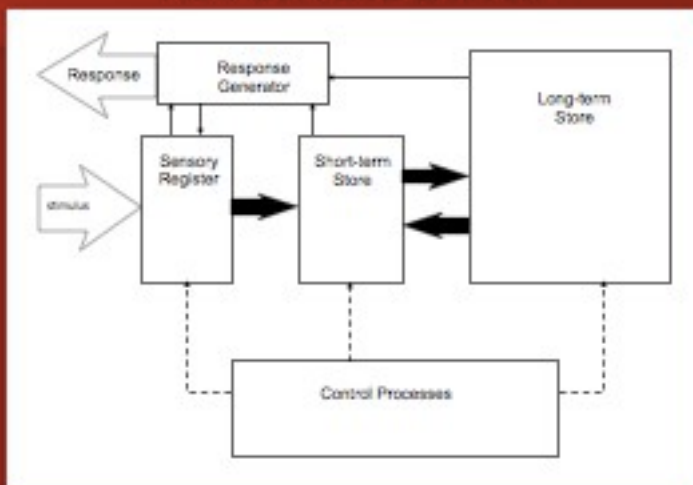 Response
Response
Generator
Long-term
Store
Sensory
Register
Short-term
Store
stimulus
Control Processes